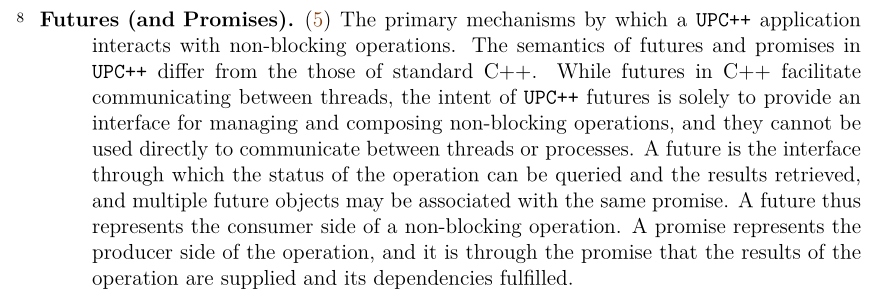 8 Futures (and Promises). (5) The primary mechanisms by which a UPC++ application
interacts with non-blocking operations. The semantics of futures and promises in
UPC++ differ from the those of standard C++. While futures in C++ facilitate
communicating between threads, the intent of UPC++ futures is solely to provide an
interface for managing and composing non-blocking operations, and they cannot be
used directly to communicate between threads or processes. A future is the interface
through which the status of the operation can be queried and the results retrieved,
and multiple future objects may be associated with the same promise. A future thus
represents the consumer side of a non-blocking operation. A promise represents the
producer side of the operation, and it is through the promise that the results of the
operation are supplied and its dependencies fulfilled.